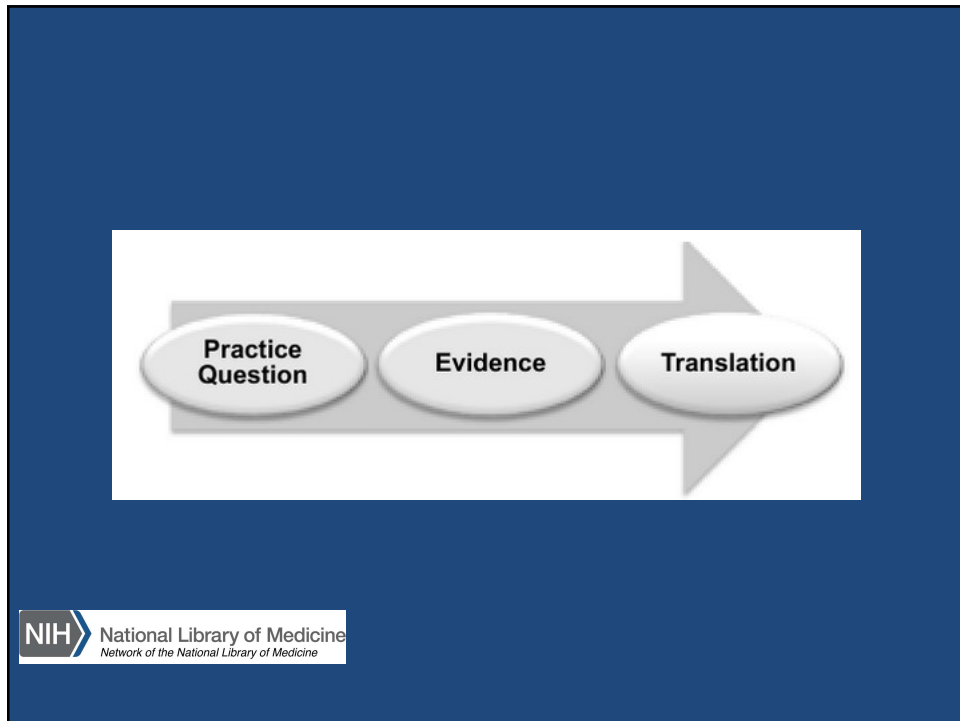 Practice
Question
Evidence
Translation
NIH
National Library of Medicine
Network of the National Library of Medicine